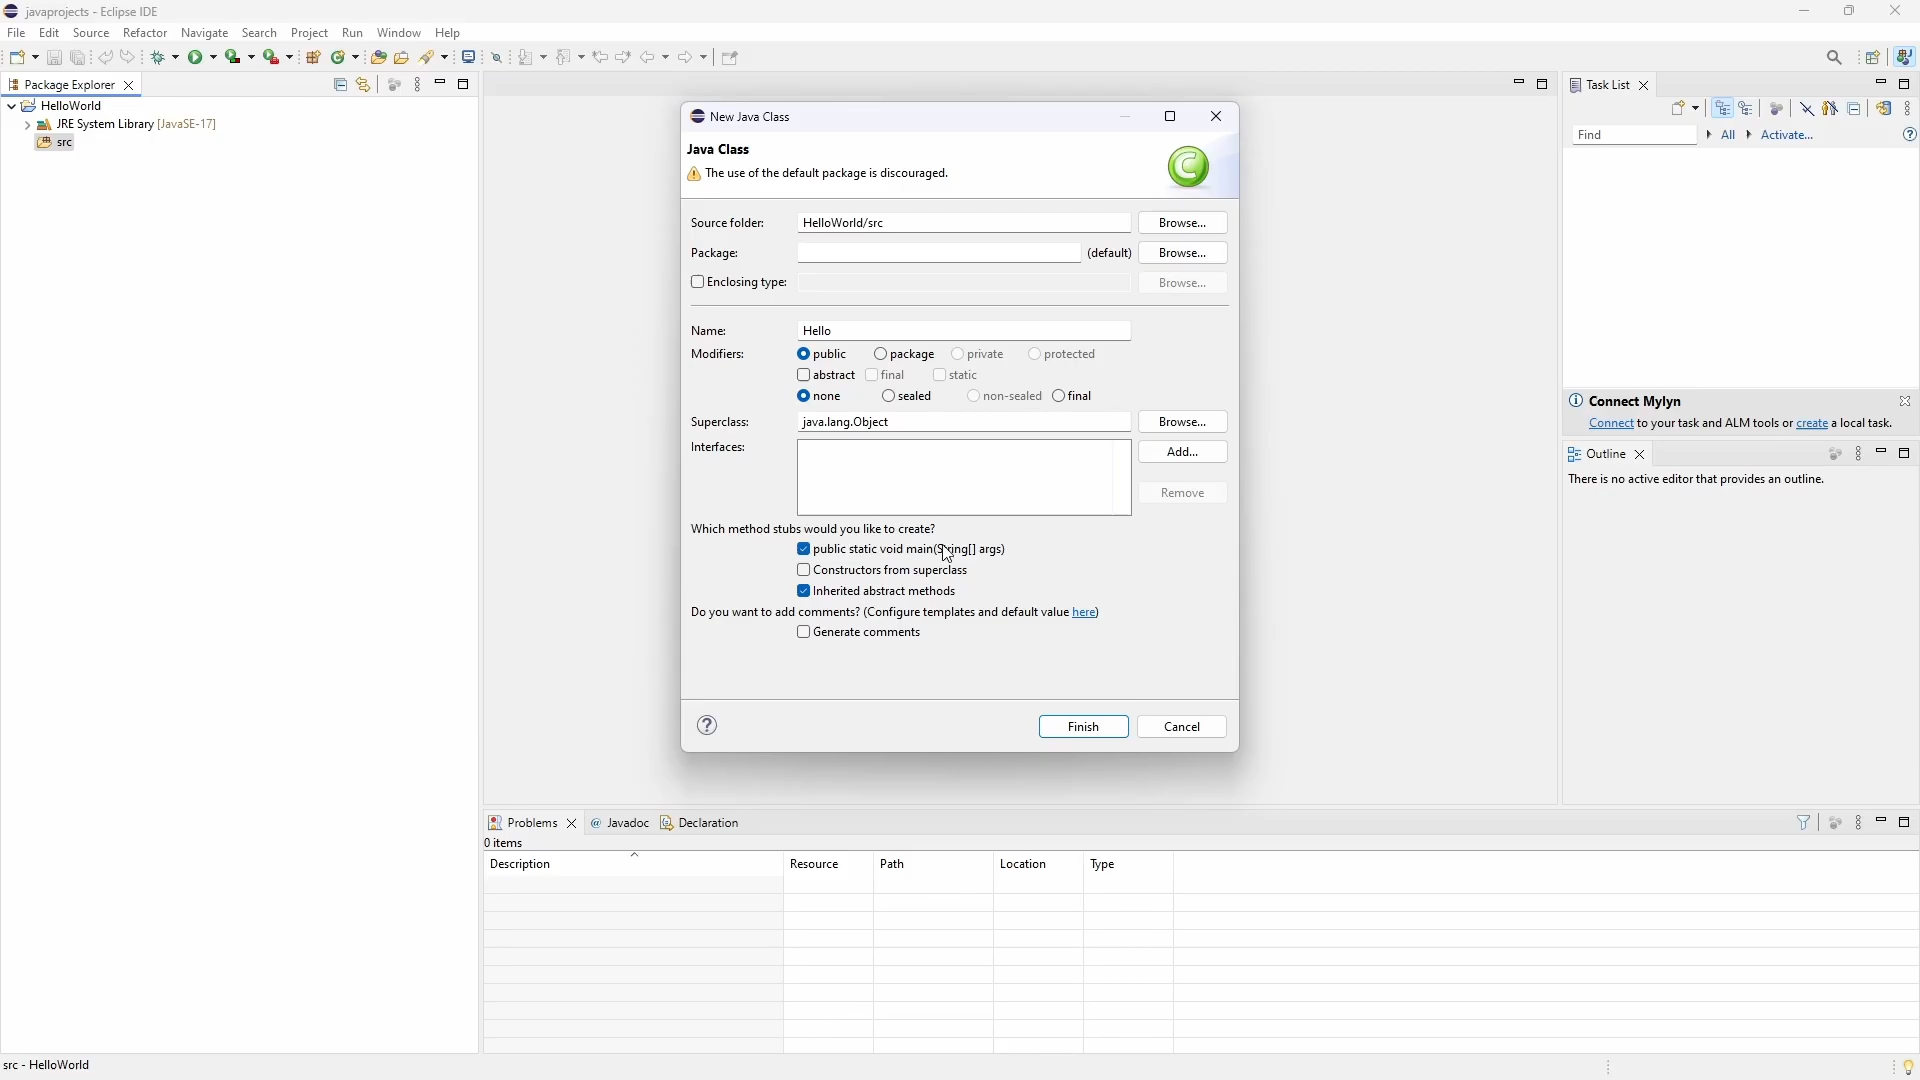 javaprojects - Eclipse IDE
File Edit Source Refactor Navigate Search Project Run Window Help
Package Explorer
HelloWorld
JRE System Library [JavaSE-17]
src
New Java Class
Java Class
The use of the default package is discouraged.
Source folder: HelloWorld/src Browse...
Package: (default) Browse...
Enclosing type: Browse...
Name: Hello
Modifiers: public package private protected
abstract final static
none sealed non-sealed final
Superclass: java.lang.Object Browse...
Interfaces: Add...
Remove
Which method stubs would you like to create?
public static void main(String[] args)
Constructors from superclass
Inherited abstract methods
Do you want to add comments? (Configure templates and default value here)
Generate comments
? Finish Cancel
Task List
Find All Activate... ?
Connect Mylyn
Connect to your task and ALM tools or create a local task.
Outline
There is no active editor that provides an outline.
Problems @ Javadoc Declaration
0 items
Description Resource Path Location Type
src - HelloWorld